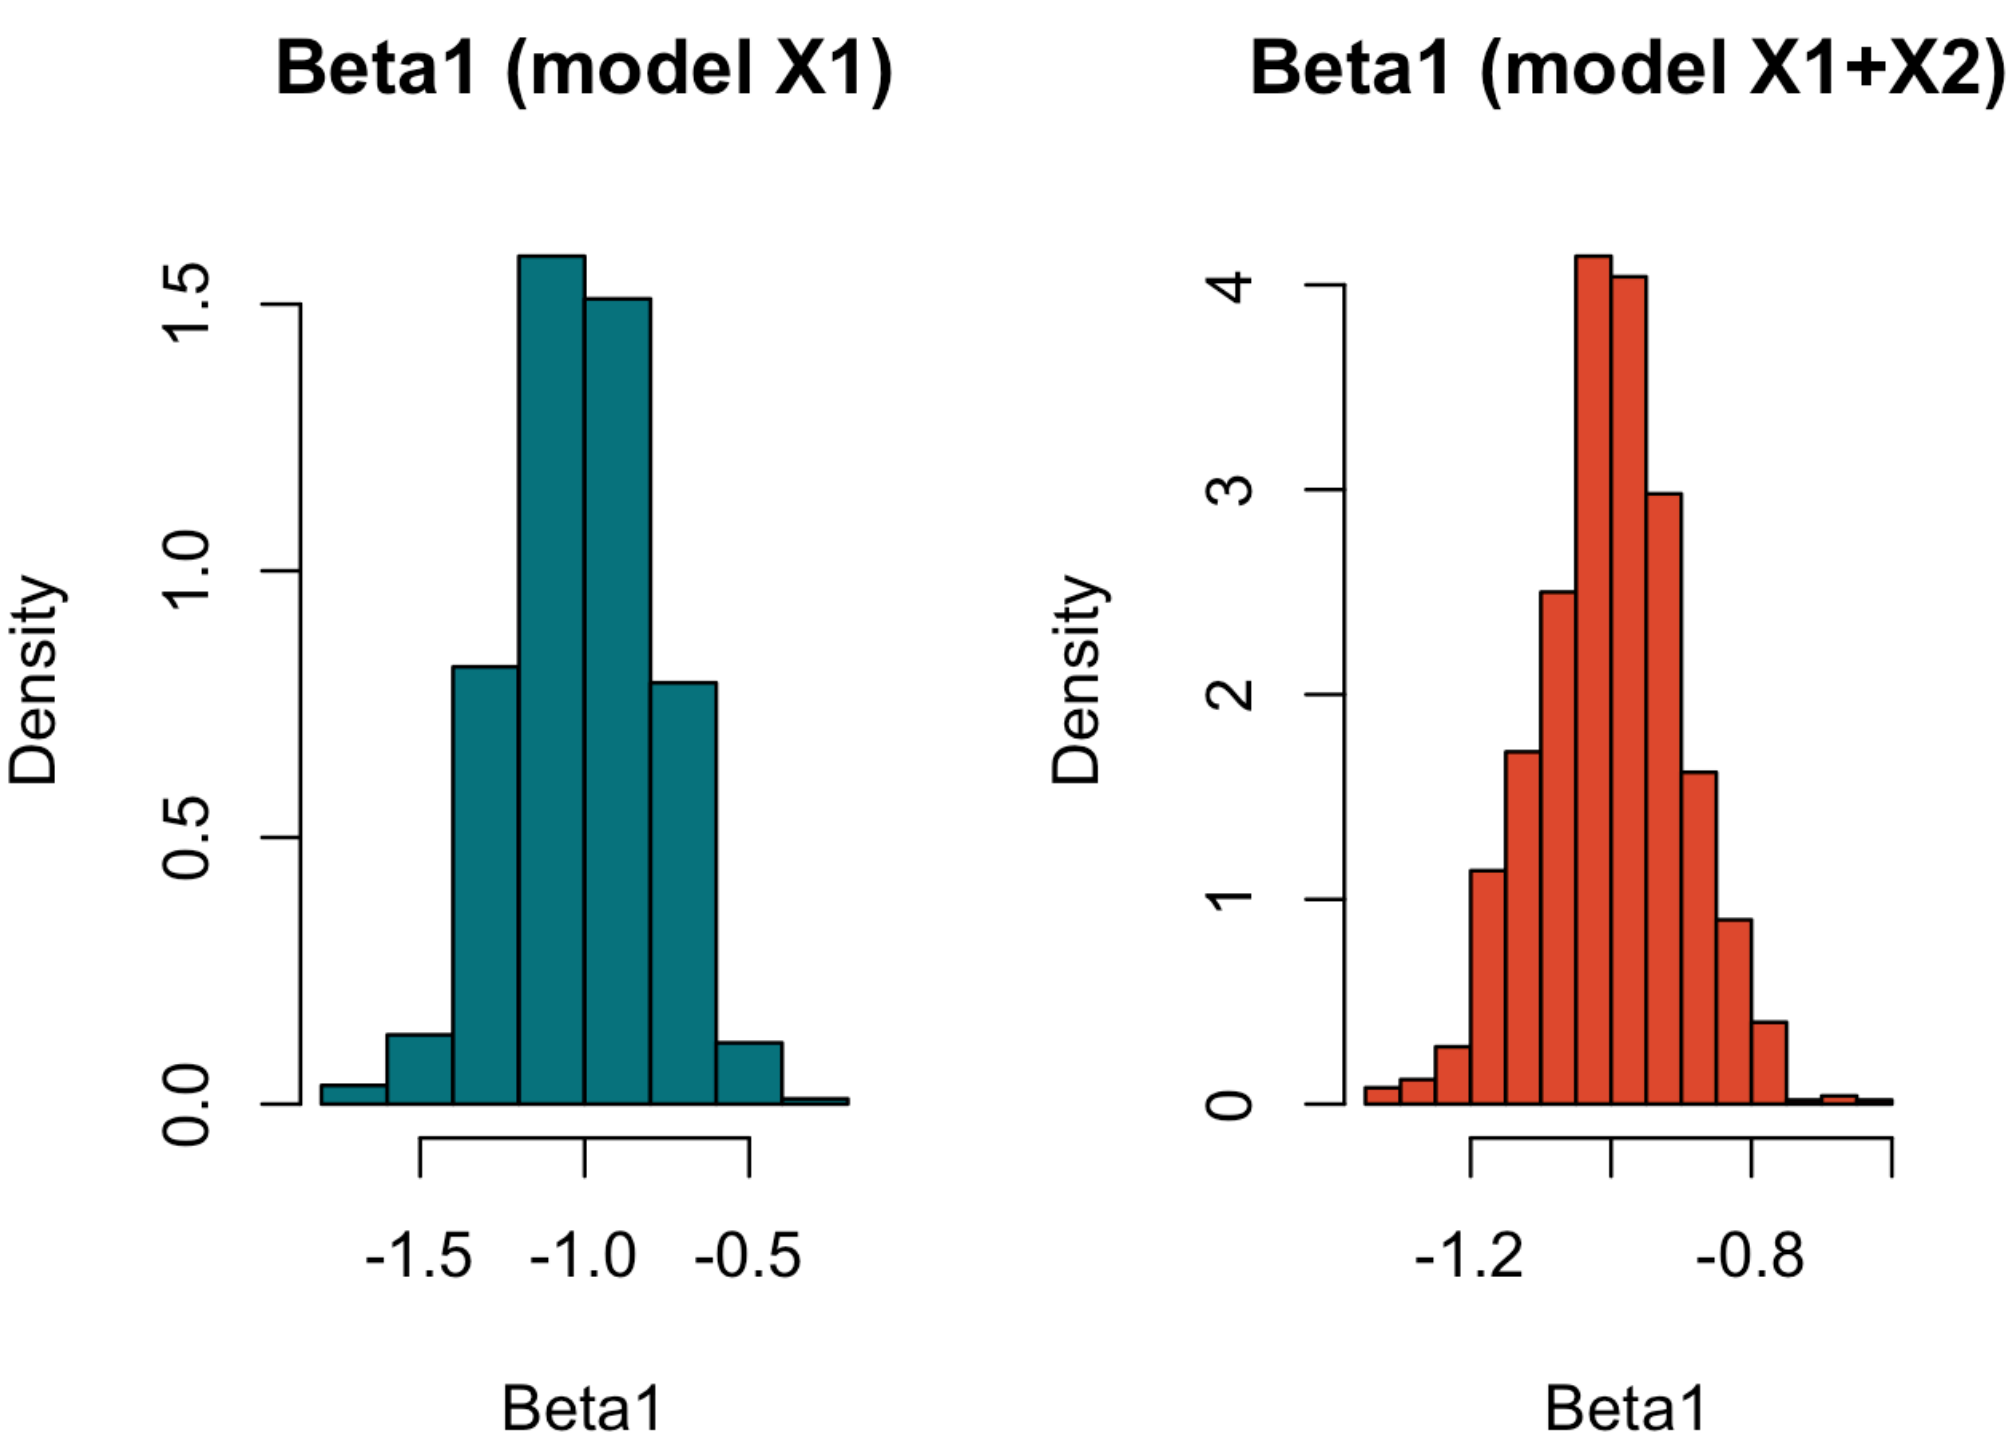 Beta1 (model X1)
Density
1.5
1.0
0.5
0.0
-1.5 -1.0 -0.5
Beta1
Beta1 (model X1+X2)
Density
4
3
2
1
0
-1.2 -0.8
Beta1